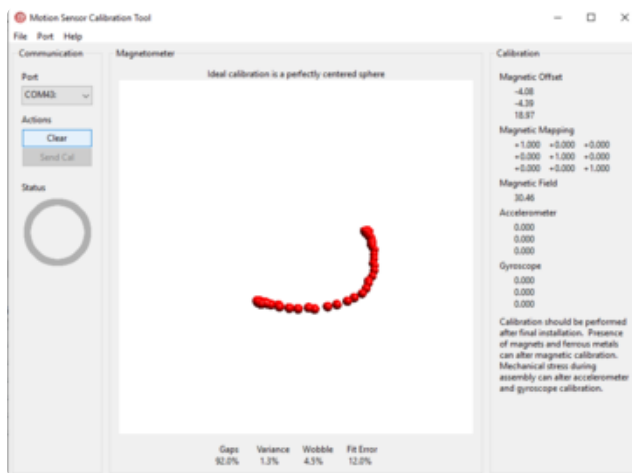 Motion Sensor Calibration Tool
File Port Help
Communication
Port
COM43:
Actions
Clear
Send Cal
Status
Magnetometer
Ideal calibration is a perfectly centered sphere
Gaps Variance Wobble Fit Error
92.0% 1.3% 4.5% 12.0%
Calibration
Magnetic Offset
-4.08
-4.39
18.97
Magnetic Mapping
+1.000 +0.000 +0.000
+0.000 +1.000 +0.000
+0.000 +0.000 +1.000
Magnetic Field
30.46
Accelerometer
0.000
0.000
0.000
Gyroscope
0.000
0.000
0.000
Calibration should be performed
after final installation. Presence
of magnets and ferrous metals
can alter magnetic calibration.
Mechanical stress during
assembly can alter accelerometer
and gyroscope calibration.